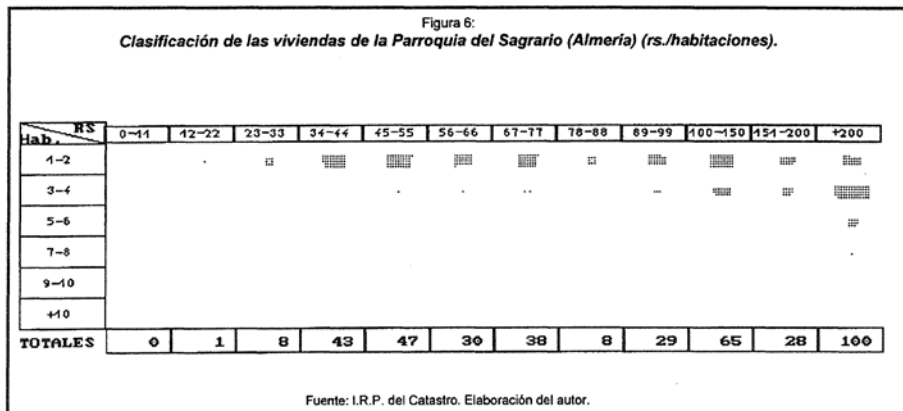 Figura 6:
Clasificación de las viviendas de la Parroquia del Sagrario (Almería) (rs./habitaciones).
RS
Hab. 0-11 12-22 23-33 34-44 45-55 56-66 67-77 78-88 89-99 100-150 151-200 +200
1-2
3-4
5-6
7-8
9-10
+10
TOTALES 0 1 8 43 47 30 38 8 29 65 28 100
Fuente: I.R.P. del Catastro. Elaboración del autor.